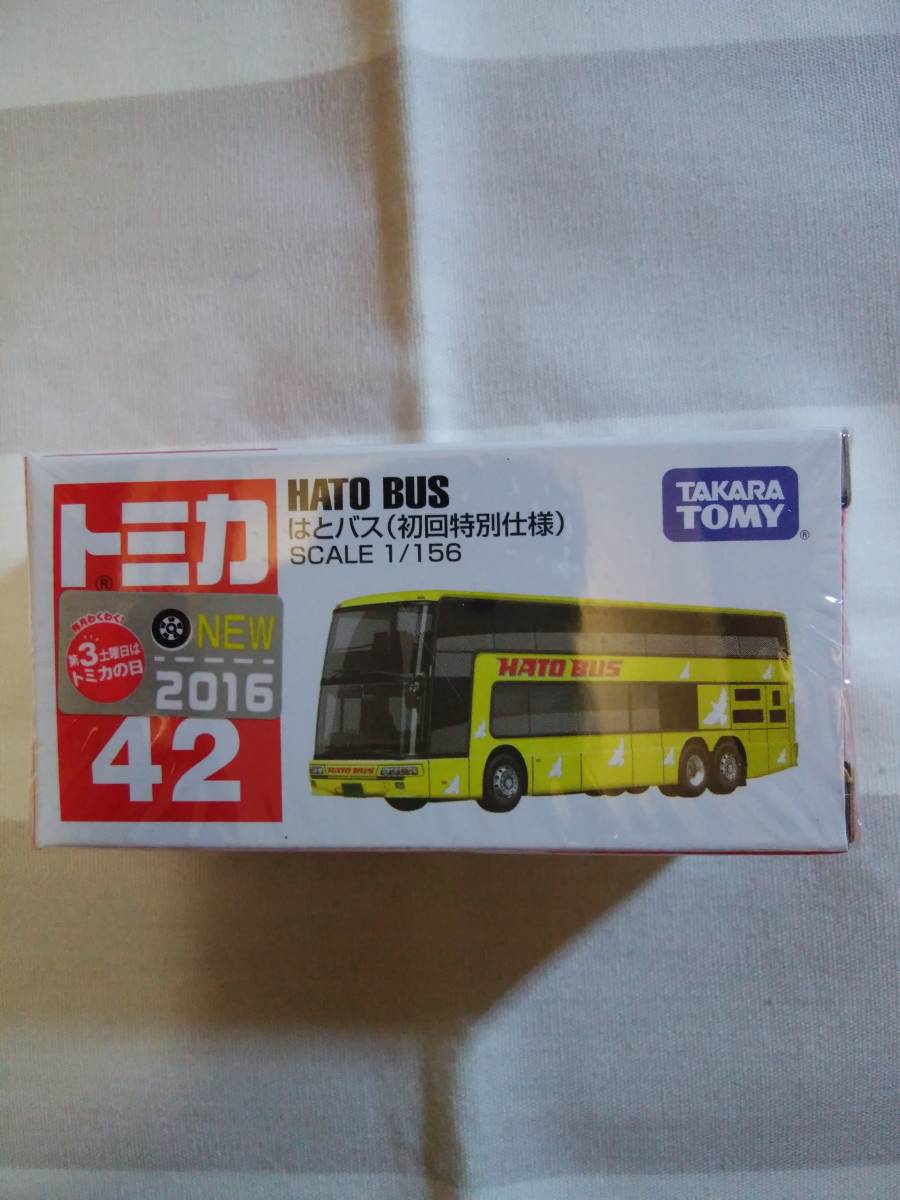 トミカ
®
HATO BUS
はとバス(初回特別仕様)
SCALE 1/156
TAKARA
TOMY
®
毎月わくわく!
第3土曜日は
トミカの日
NEW
2016
42
HATO BUS
HATO BUS